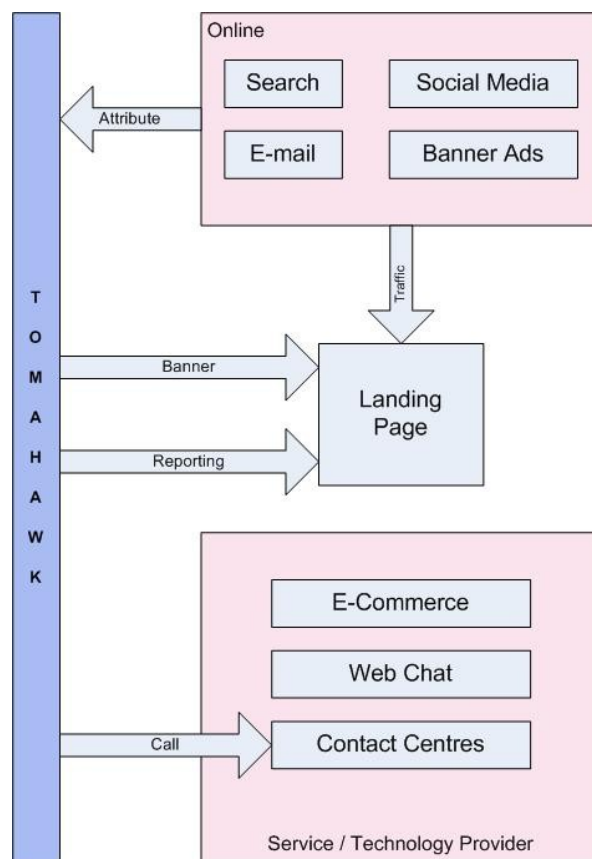 Online
Search
Social Media
Attribute
E-mail
Banner Ads
Traffic
T
O
M
A
H
A
W
K
Banner
Landing
Page
Reporting
E-Commerce
Web Chat
Call
Contact Centres
Service / Technology Provider